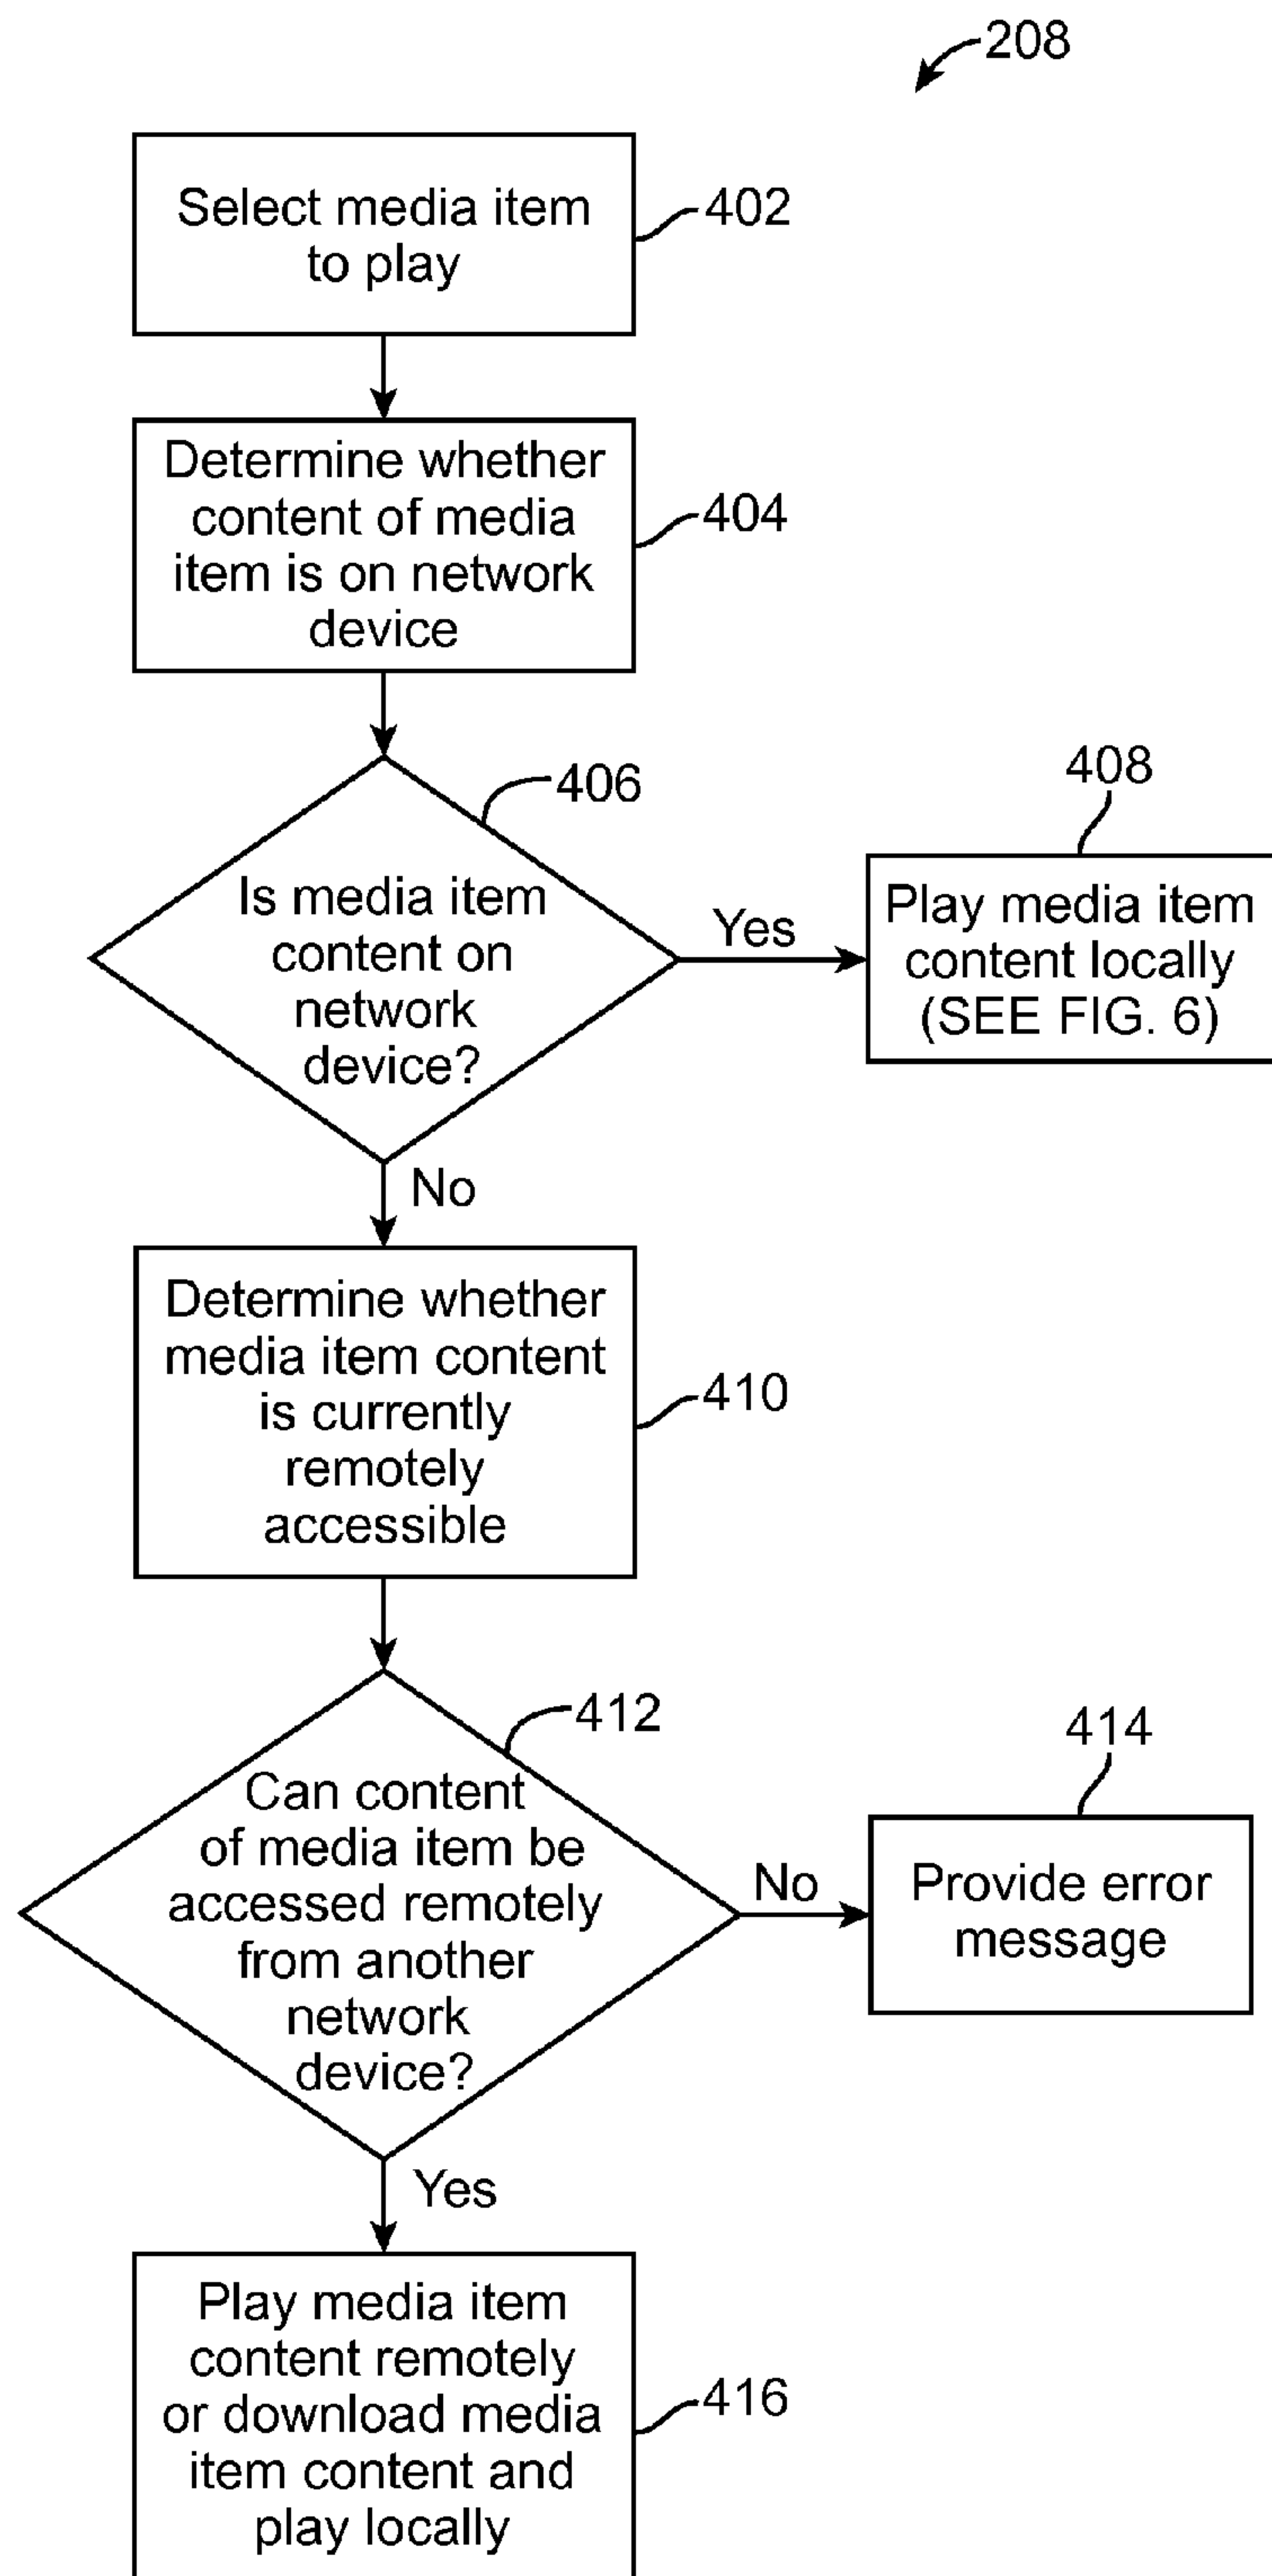 208
Select media item
to play
402
Determine whether
content of media
item is on network
device
404
406
Is media item
content on
network
device?
Yes
408
Play media item
content locally
(SEE FIG. 6)
No
Determine whether
media item content
is currently
remotely
accessible
410
412
Can content
of media item be
accessed remotely
from another
network
device?
No
414
Provide error
message
Yes
Play media item
content remotely
or download media
item content and
play locally
416